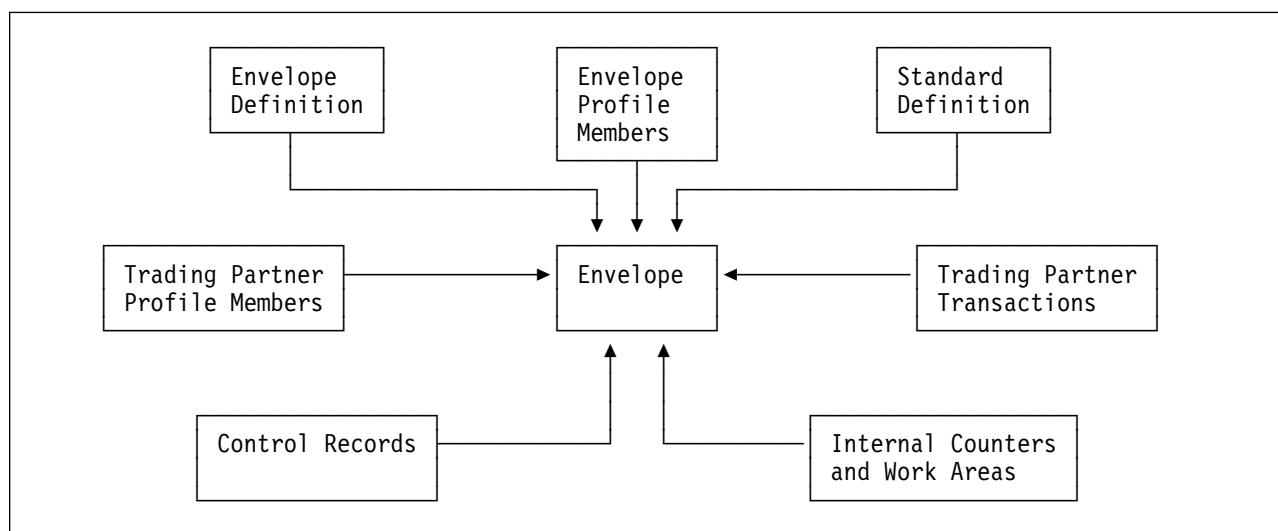 Envelope
Definition
Envelope
Profile
Members
Standard
Definition
Trading Partner
Profile Members
Envelope
Trading Partner
Transactions
Control Records
Internal Counters
and Work Areas